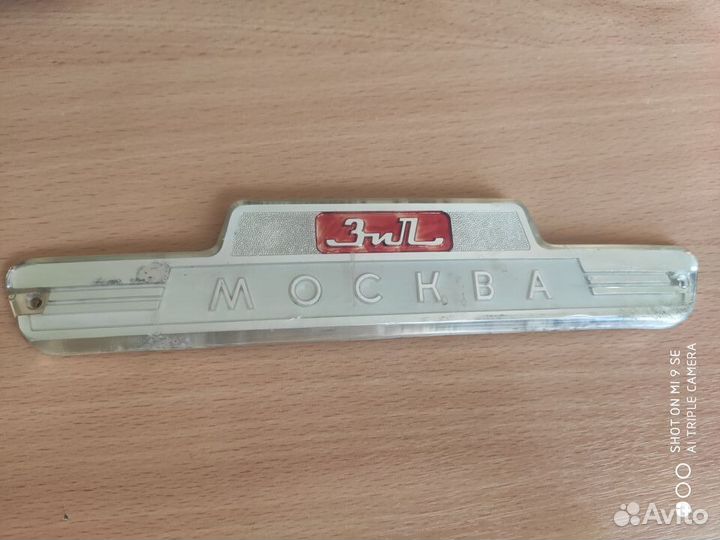 ЗиЛ
МОСКВА
SHOT ON MI 9 SE
AI TRIPLE CAMERA
Avito